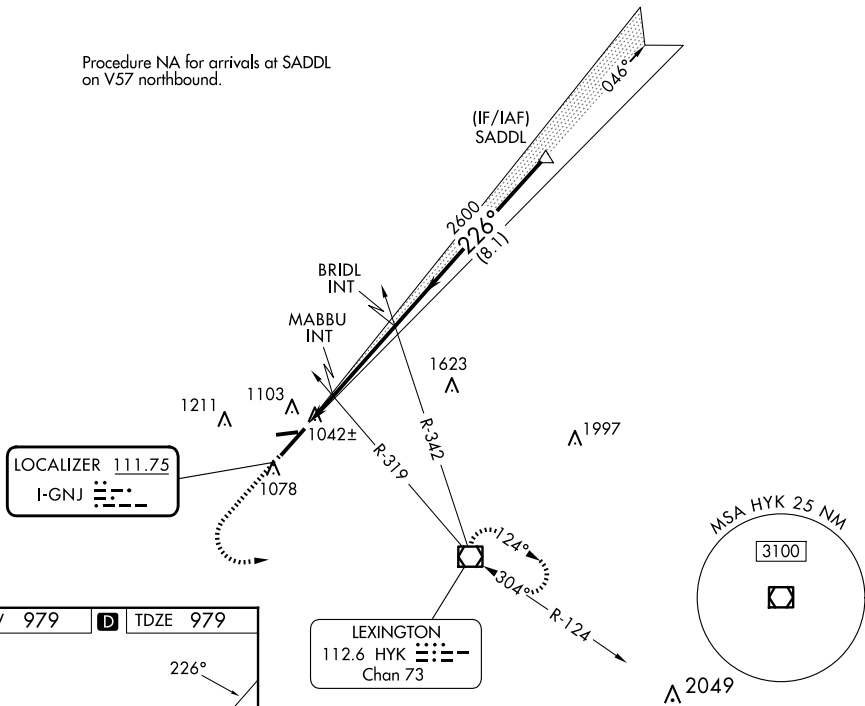 Procedure NA for arrivals at SADDL
on V57 northbound.
046°
(IF/IAF)
SADDL
2600
226°
(8.1)
BRIDL
INT
MABBU
INT
1623
1211
1103
1042±
1997
R-342
R-319
LOCALIZER 111.75
I-GNJ
1078
MSA HYK 25 NM
3100
124°
304°
R-124
LEXINGTON
112.6 HYK
Chan 73
979
D TDZE 979
226°
2049